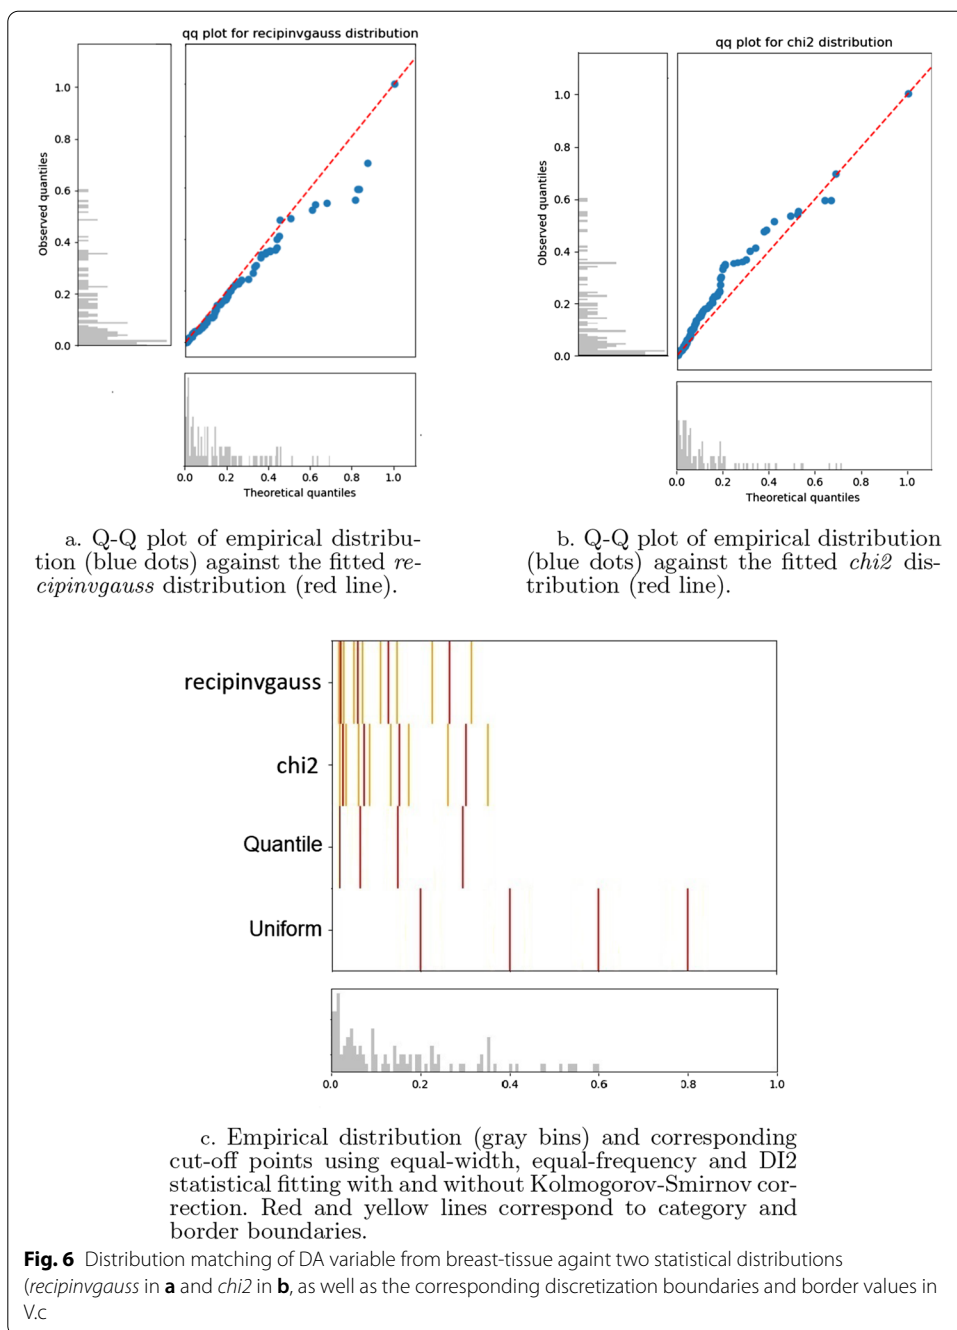 qq plot for recipinvgauss distribution
Observed quantiles
1.0
0.8
0.6
0.4
0.2
0.0
0.0 0.2 0.4 0.6 0.8 1.0
Theoretical quantiles
a. Q-Q plot of empirical distribu-
tion (blue dots) against the fitted re-
cipinvgauss distribution (red line).
qq plot for chi2 distribution
Observed quantiles
1.0
0.8
0.6
0.4
0.2
0.0
0.0 0.2 0.4 0.6 0.8 1.0
Theoretical quantiles
b. Q-Q plot of empirical distribution
(blue dots) against the fitted chi2 dis-
tribution (red line).
recipinvgauss
chi2
Quantile
Uniform
0.0 0.2 0.4 0.6 0.8 1.0
c. Empirical distribution (gray bins) and corresponding
cut-off points using equal-width, equal-frequency and DI2
statistical fitting with and without Kolmogorov-Smirnov cor-
rection. Red and yellow lines correspond to category and
border boundaries.
Fig. 6 Distribution matching of DA variable from breast-tissue againt two statistical distributions
(recipinvgauss in a and chi2 in b, as well as the corresponding discretization boundaries and border values in
V.c